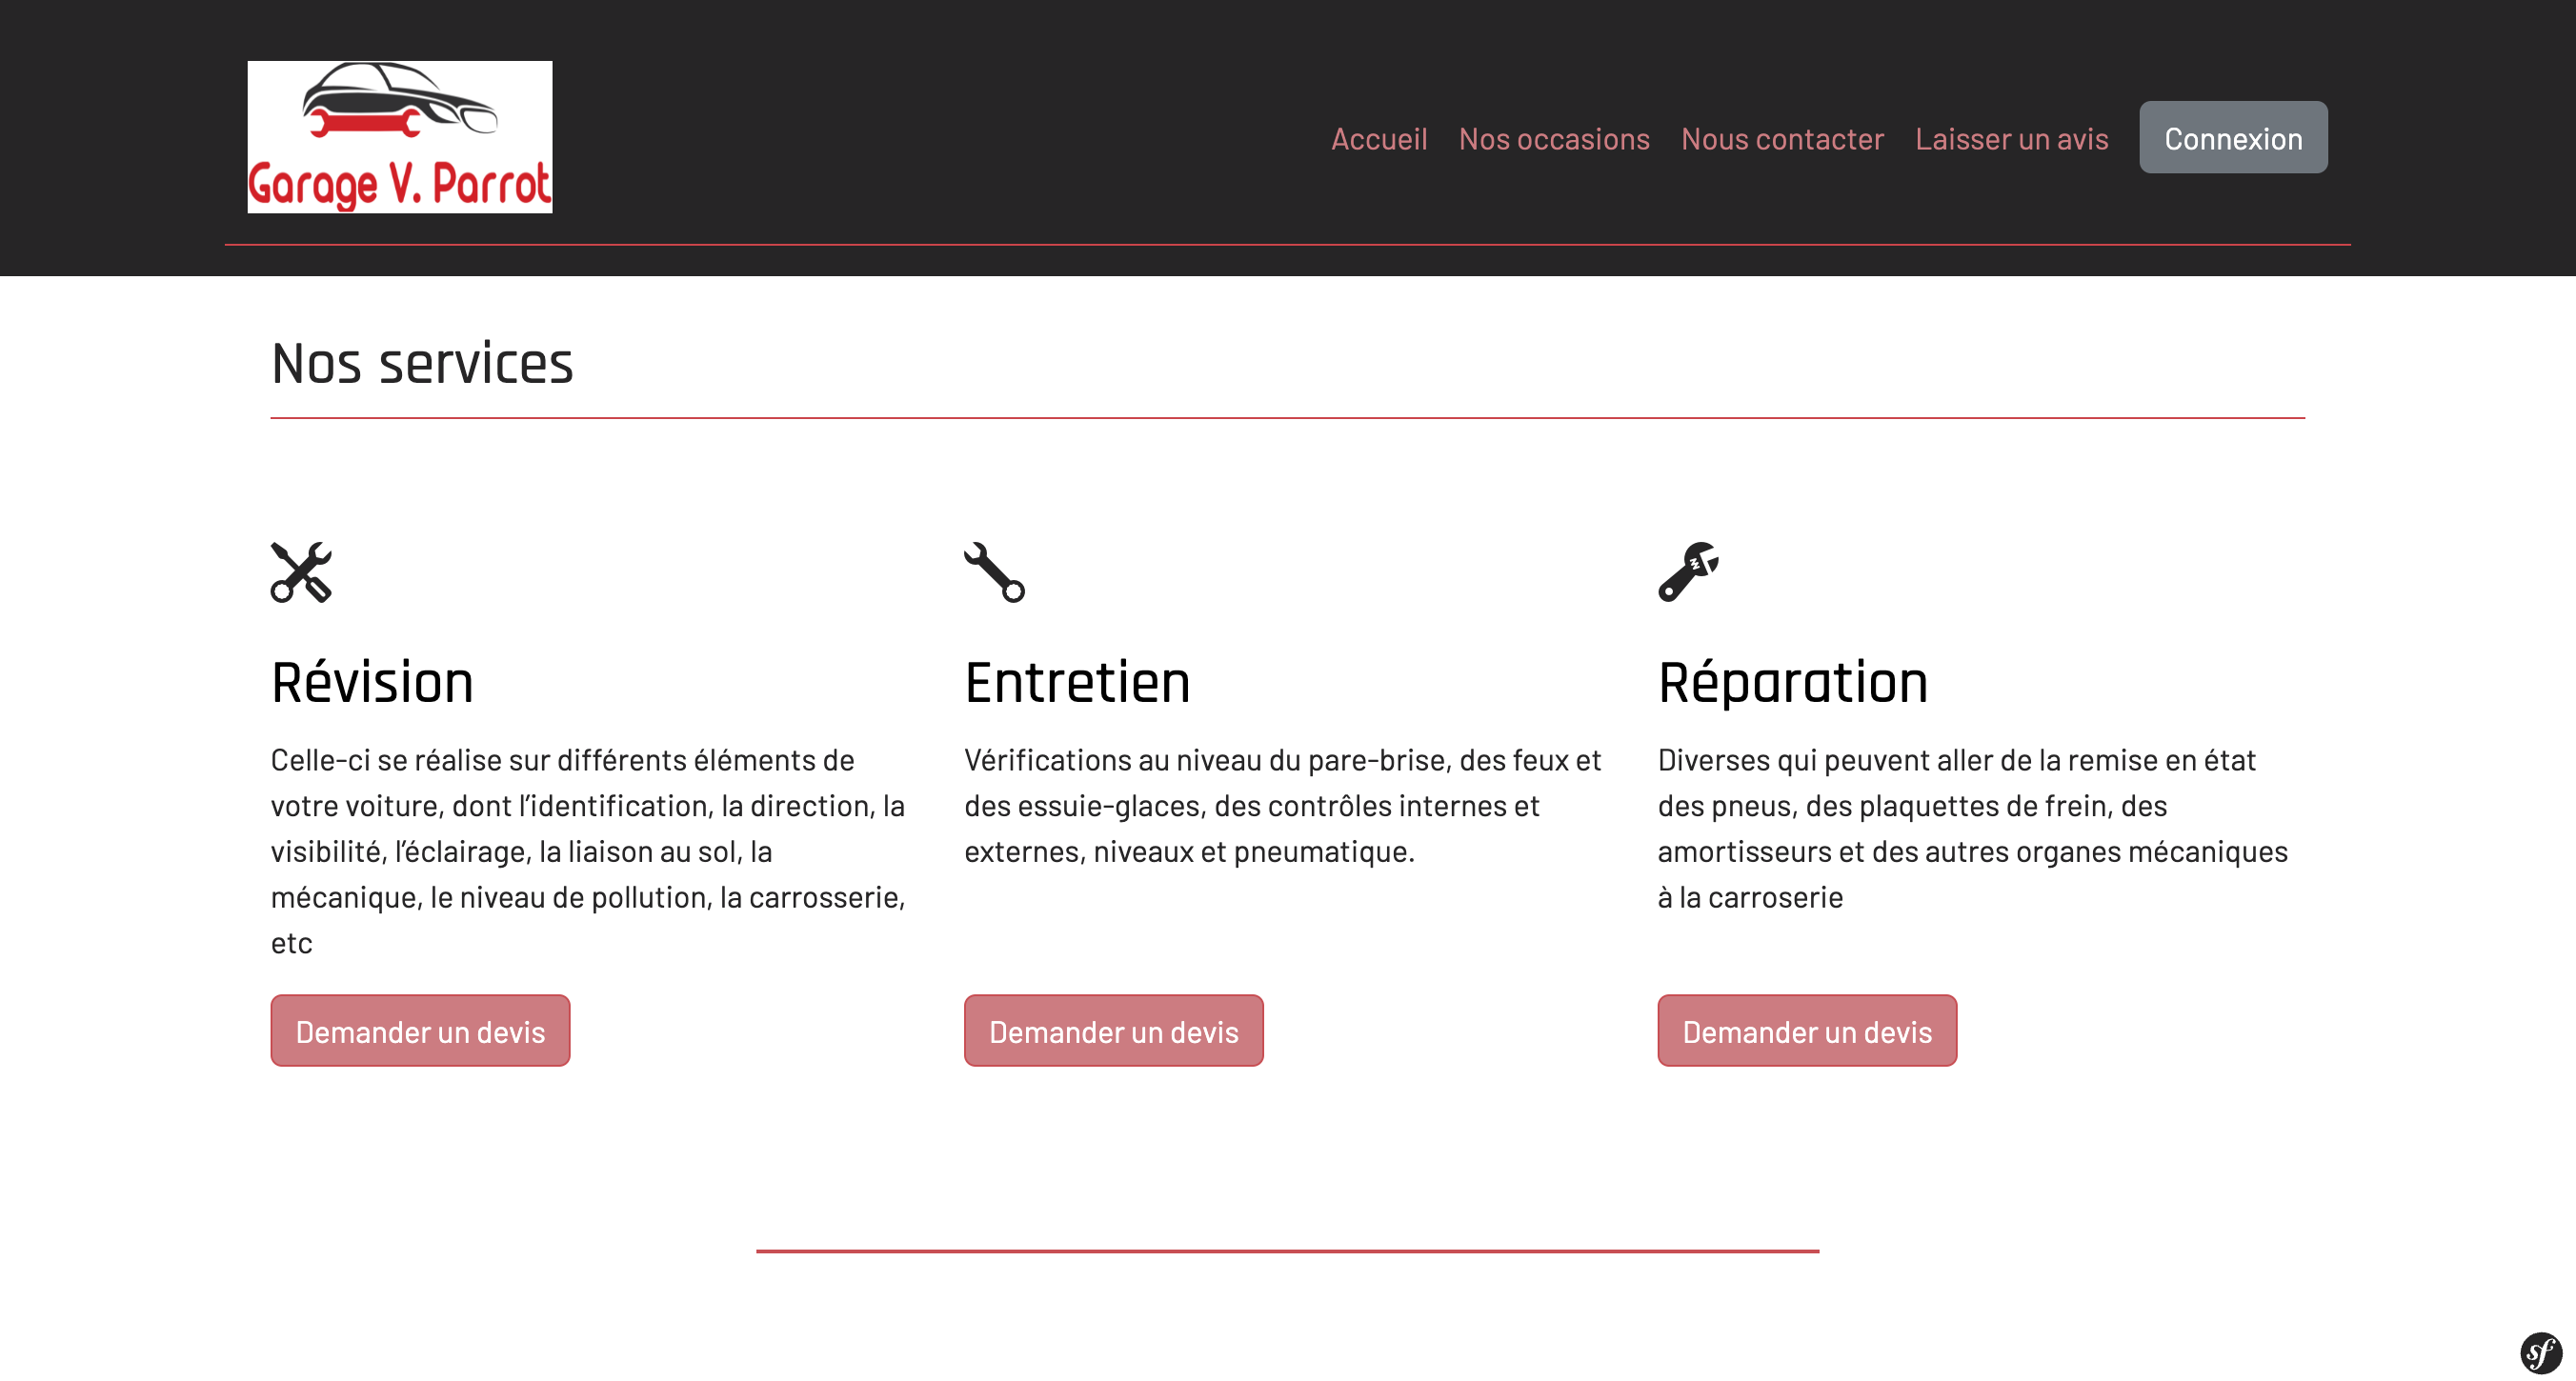 Garage V. Parrot
Accueil Nos occasions Nous contacter Laisser un avis Connexion
Nos services
Révision
Celle-ci se réalise sur différents éléments de
votre voiture, dont l’identification, la direction, la
visibilité, l’éclairage, la liaison au sol, la
mécanique, le niveau de pollution, la carrosserie,
etc
Demander un devis
Entretien
Vérifications au niveau du pare-brise, des feux et
des essuie-glaces, des contrôles internes et
externes, niveaux et pneumatique.
Demander un devis
Réparation
Diverses qui peuvent aller de la remise en état
des pneus, des plaquettes de frein, des
amortisseurs et des autres organes mécaniques
à la carroserie
Demander un devis
sf